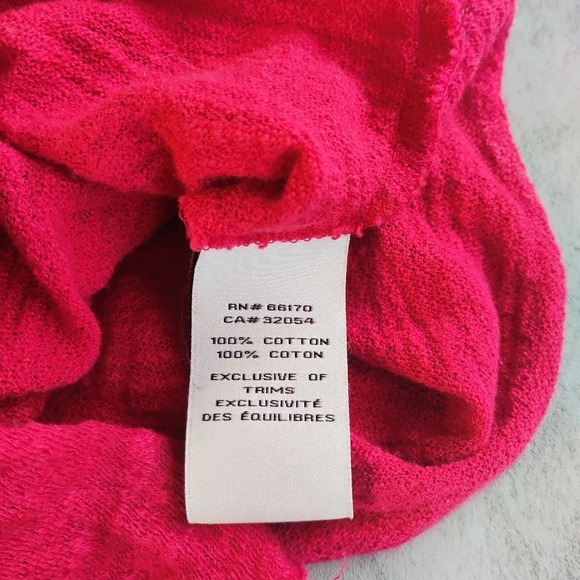 RN# 66170
CA# 32054
100% COTTON
100% COTON
EXCLUSIVE OF
TRIMS
EXCLUSIVITÉ
DES ÉQUILIBRES